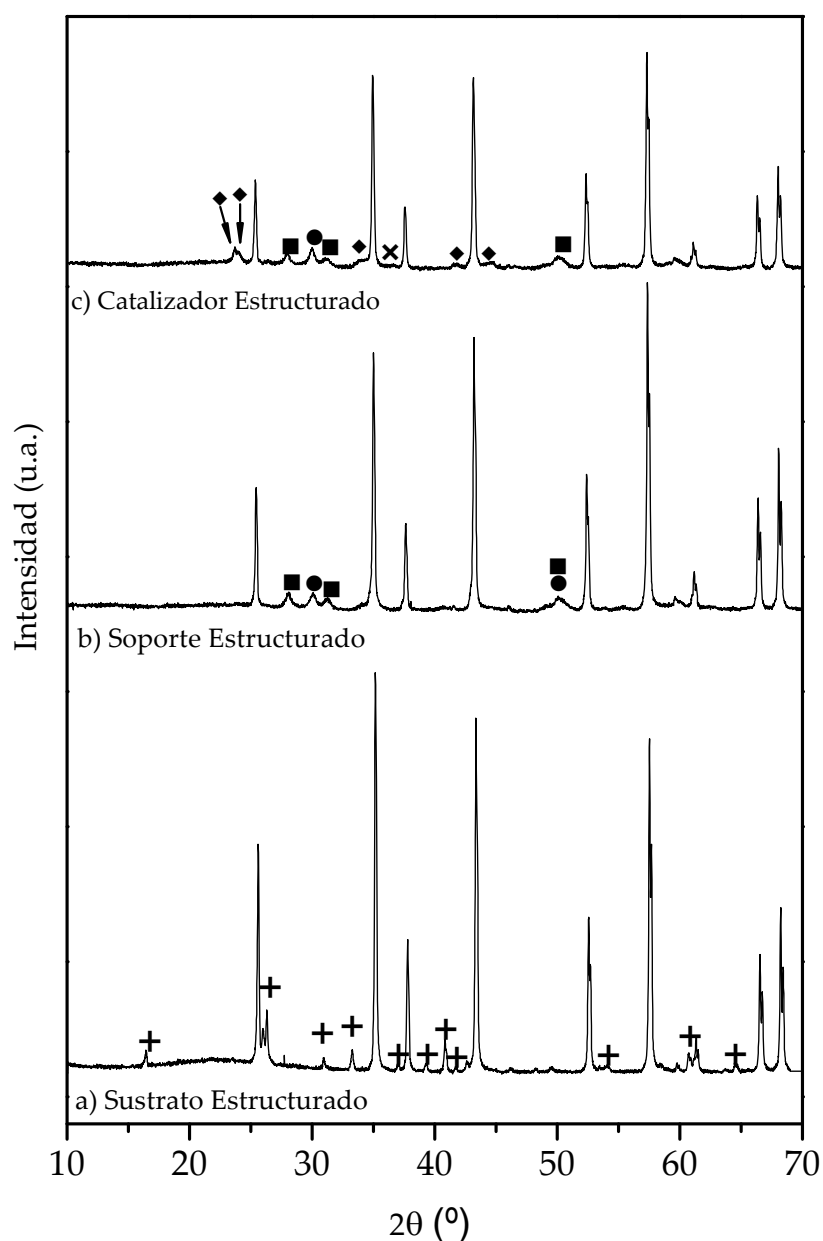 c) Catalizador Estructurado
b) Soporte Estructurado
a) Sustrato Estructurado
Intensidad (u.a.)
10 20 30 40 50 60 70
2θ (º)